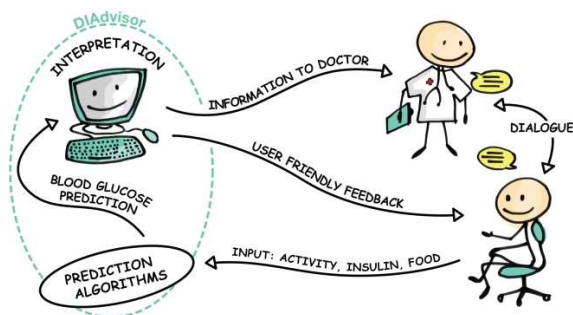 DIAdvisor
INTERPRETATION
INFORMATION TO DOCTOR
DIALOGUE
USER FRIENDLY FEEDBACK
BLOOD GLUCOSE
PREDICTION
INPUT: ACTIVITY, INSULIN, FOOD
PREDICTION
ALGORITHMS